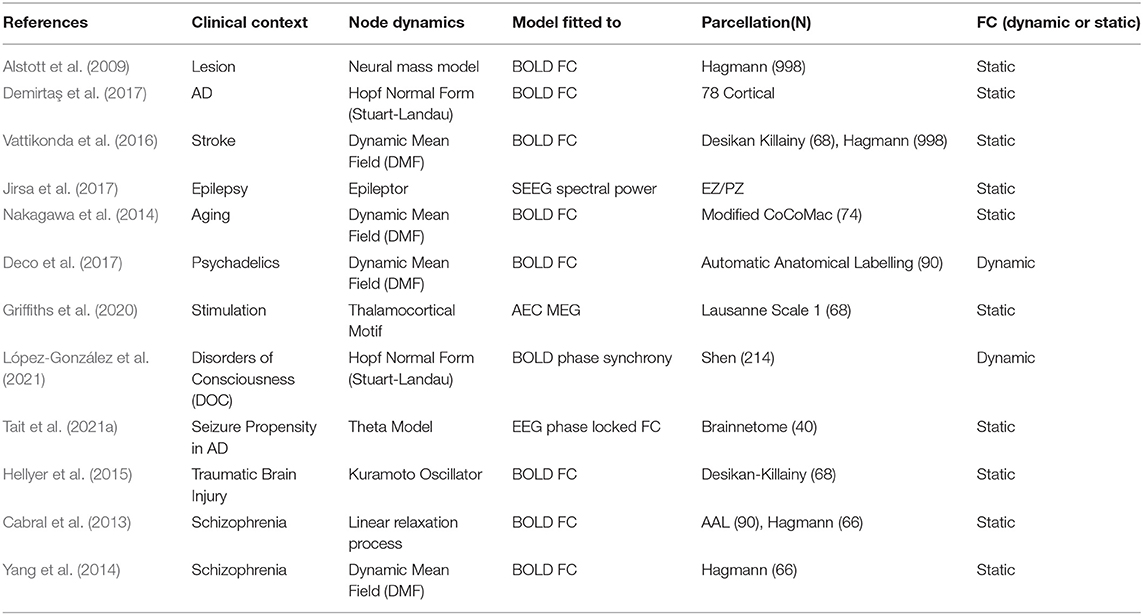 References Clinical context Node dynamics Model fitted to Parcellation(N) FC (dynamic or static)
Alstott et al. (2009) Lesion Neural mass model BOLD FC Hagmann (998) Static
Demirtaş et al. (2017) AD Hopf Normal Form BOLD FC 78 Cortical Static
(Stuart-Landau)
Vattikonda et al. (2016) Stroke Dynamic Mean BOLD FC Desikan Killainy (68), Hagmann (998) Static
Field (DMF)
Jirsa et al. (2017) Epilepsy Epileptor SEEG spectral power EZ/PZ Static
Nakagawa et al. (2014) Aging Dynamic Mean BOLD FC Modified CoCoMac (74) Static
Field (DMF)
Deco et al. (2017) Psychadelics Dynamic Mean BOLD FC Automatic Anatomical Labelling (90) Dynamic
Field (DMF)
Griffiths et al. (2020) Stimulation Thalamocortical AEC MEG Lausanne Scale 1 (68) Static
Motif
López-González et al. Disorders of Hopf Normal Form BOLD phase synchrony Shen (214) Dynamic
(2021) Consciousness (Stuart-Landau)
(DOC)
Tait et al. (2021a) Seizure Propensity Theta Model EEG phase locked FC Brainnetome (40) Static
in AD
Hellyer et al. (2015) Traumatic Brain Kuramoto Oscillator BOLD FC Desikan-Killainy (68) Static
Injury
Cabral et al. (2013) Schizophrenia Linear relaxation BOLD FC AAL (90), Hagmann (66) Static
process
Yang et al. (2014) Schizophrenia Dynamic Mean BOLD FC Hagmann (66) Static
Field (DMF)